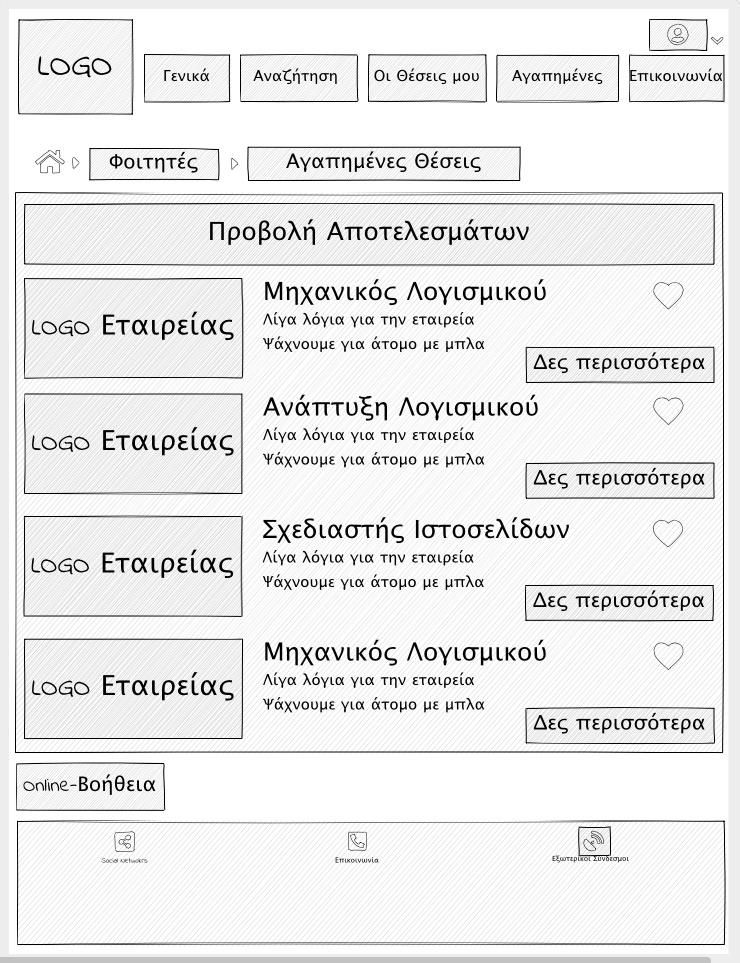 LOGO
Γενικά
Αναζήτηση
Οι Θέσεις μου
Αγαπημένες
Επικοινωνία
Φοιτητές
Αγαπημένες Θέσεις
Προβολή Αποτελεσμάτων
LOGO Εταιρείας
Μηχανικός Λογισμικού
Λίγα λόγια για την εταιρεία
Ψάχνουμε για άτομο με μπλα
Δες περισσότερα
LOGO Εταιρείας
Ανάπτυξη Λογισμικού
Λίγα λόγια για την εταιρεία
Ψάχνουμε για άτομο με μπλα
Δες περισσότερα
LOGO Εταιρείας
Σχεδιαστής Ιστοσελίδων
Λίγα λόγια για την εταιρεία
Ψάχνουμε για άτομο με μπλα
Δες περισσότερα
LOGO Εταιρείας
Μηχανικός Λογισμικού
Λίγα λόγια για την εταιρεία
Ψάχνουμε για άτομο με μπλα
Δες περισσότερα
Online-Βοήθεια
Social Networks
Επικοινωνία
Εξωτερικοί Σύνδεσμοι